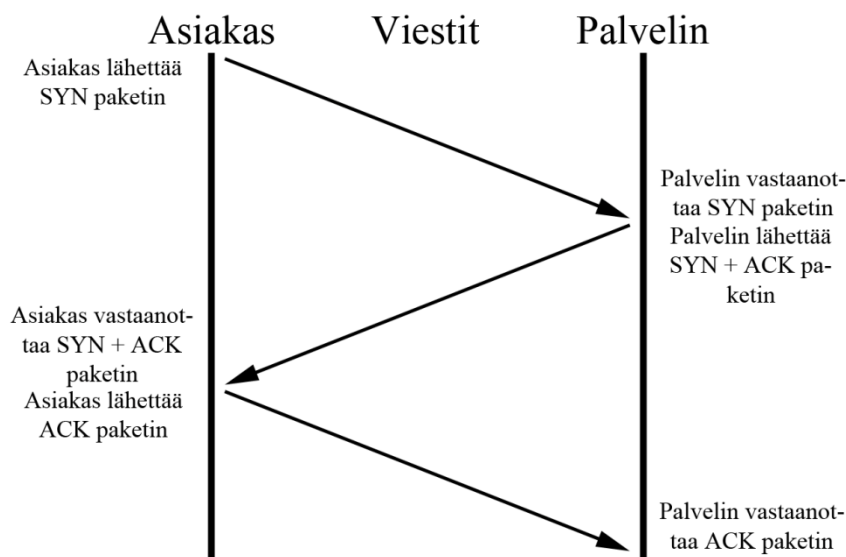 Asiakas Viestit Palvelin
Asiakas lähettää
SYN paketin
Palvelin vastaanot-
taa SYN paketin
Palvelin lähettää
SYN + ACK pa-
ketin
Asiakas vastaanot-
taa SYN + ACK
paketin
Asiakas lähettää
ACK paketin
Palvelin vastaanot-
taa ACK paketin